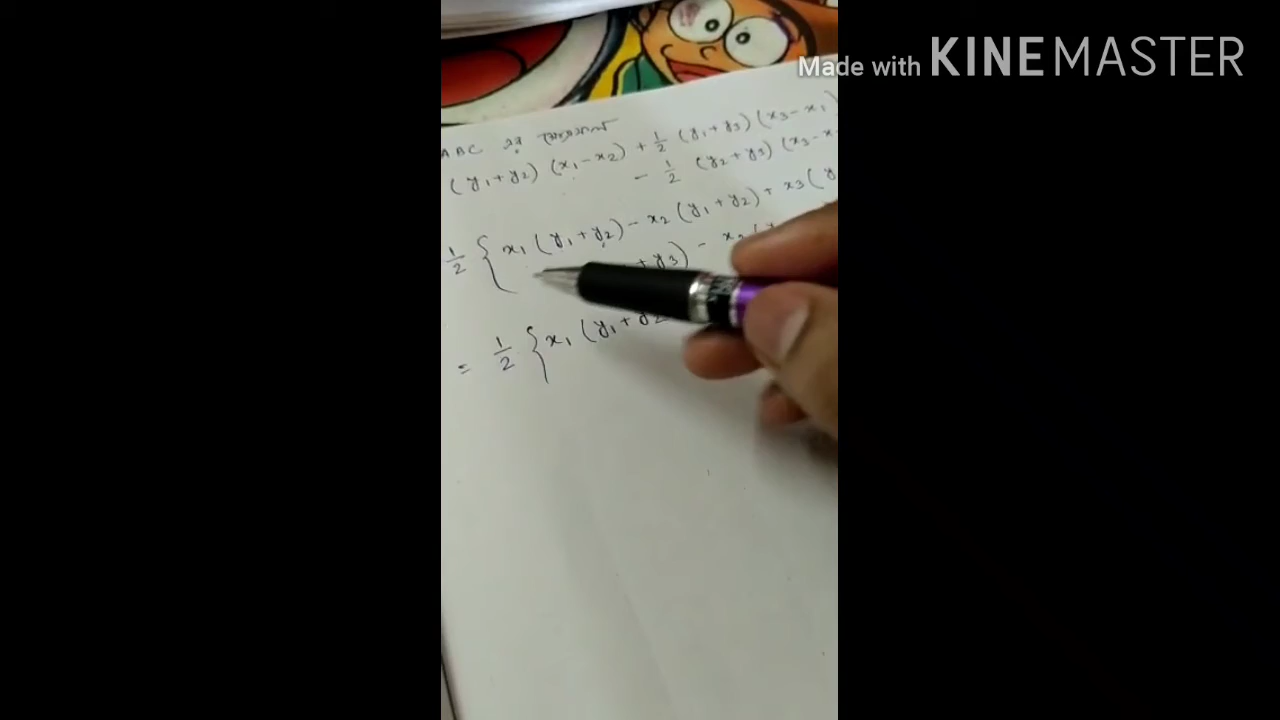 Made with KINEMASTER
ABC এর ক্ষেত্রফল
(y₁+y₂) (x₁-x₂) + 1/2 (y₁+y₃) (x₃-x₁)
- 1/2 (y₂+y₃) (x₃-x
1/2 { x₁ (y₁+y₂) - x₂ (y₁+y₂) + x₃ (y
+ y₃) -
= 1/2 { x₁ (y₁+y₂